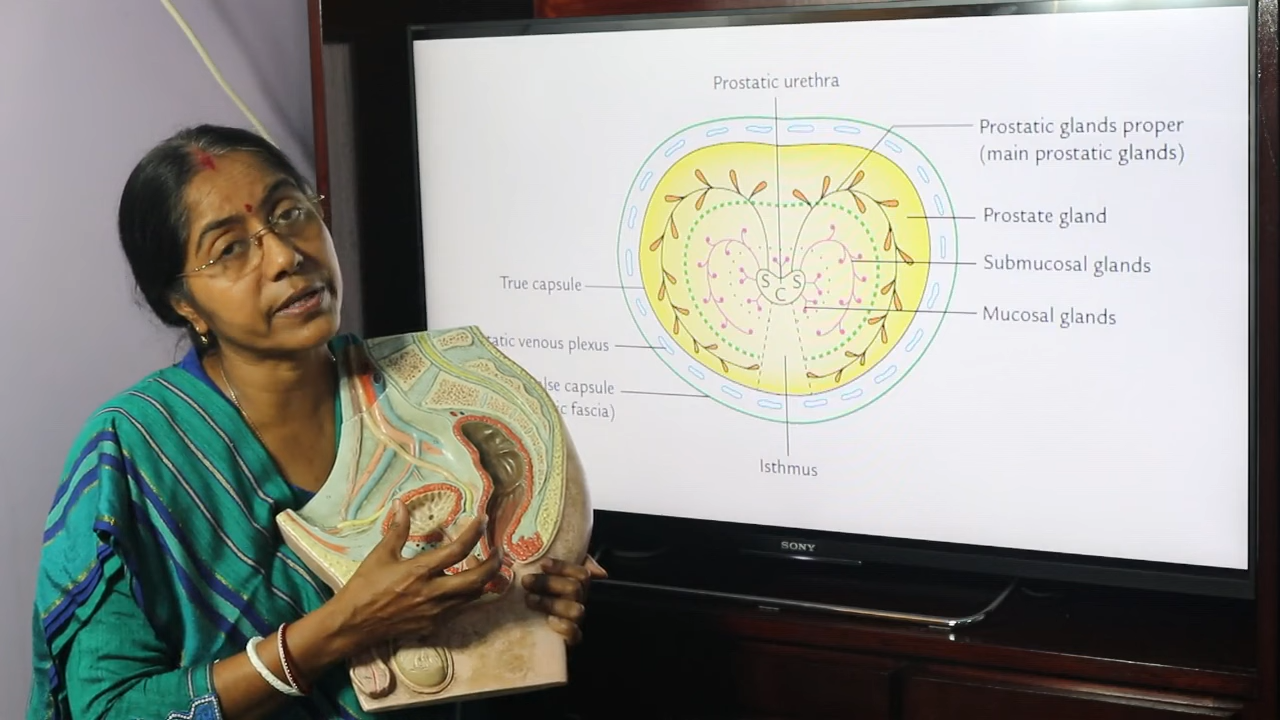 Prostatic urethra
Prostatic glands proper
(main prostatic glands)
Prostate gland
Submucosal glands
Mucosal glands
S S
C
True capsule
venous plexus
capsule
fascia)
Isthmus
SONY